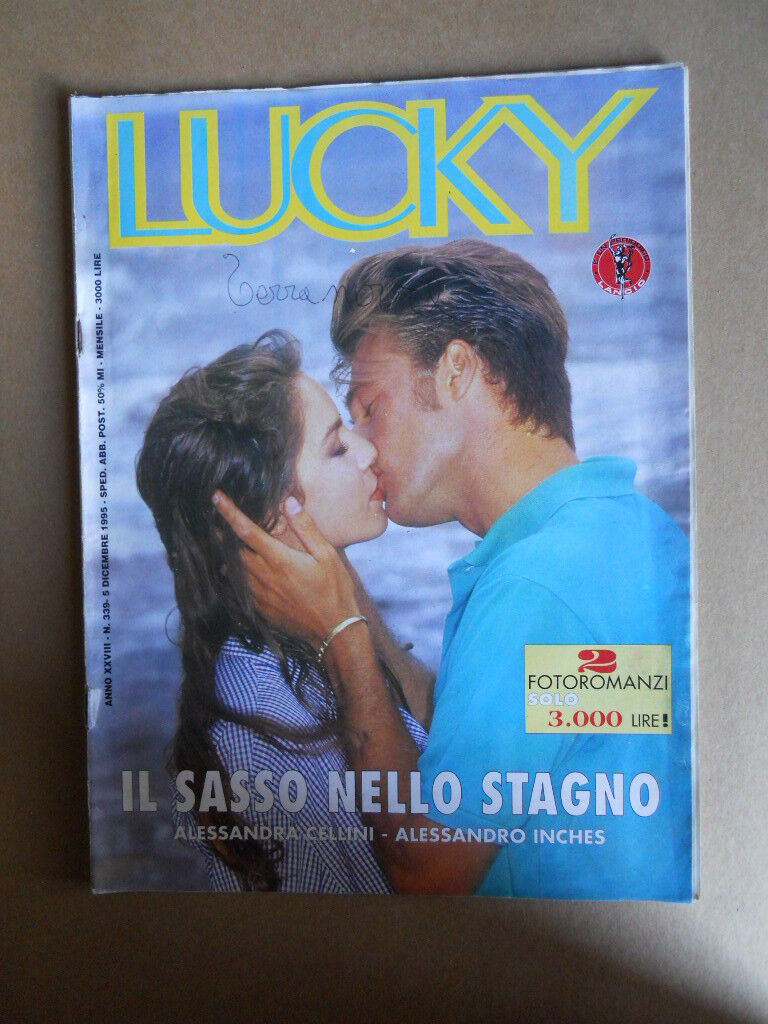 LUCKY
LANCIO
ANNO XXVIII - N. 339 - 5 DICEMBRE 1995 - SPED. ABB. POST. 50% MI - MENSILE - 3000 LIRE
2
FOTOROMANZI
SOLO
3.000 LIRE!
IL SASSO NELLO STAGNO
ALESSANDRA CELLINI - ALESSANDRO INCHES